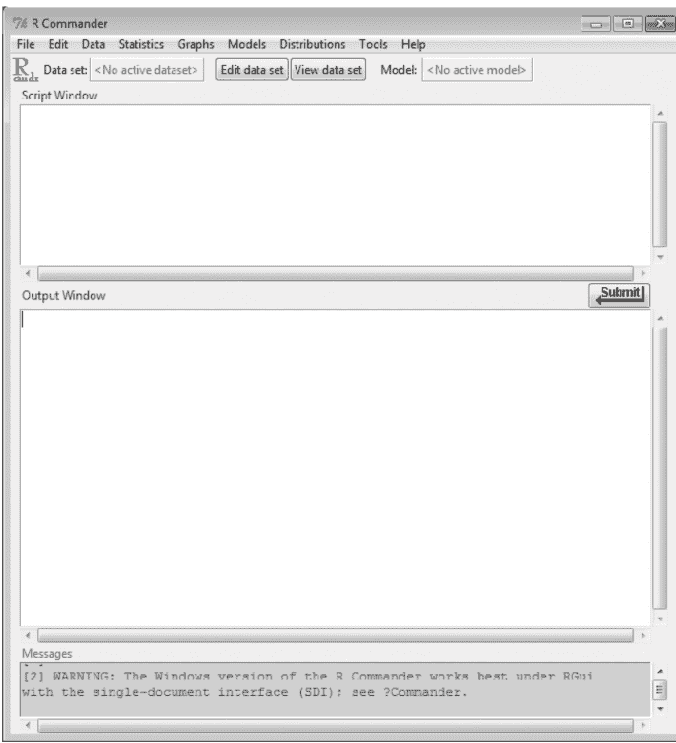 R Commander
File Edit Data Statistics Graphs Models Distributions Tools Help
R cmdr Data set: <No active dataset> Edit data set View data set Model: <No active model>
Script Window
Output Window Submit
Messages
[2] WARNING: The Windows version of the R Commander works best under RGui
with the single-document interface (SDI); see ?Commander.